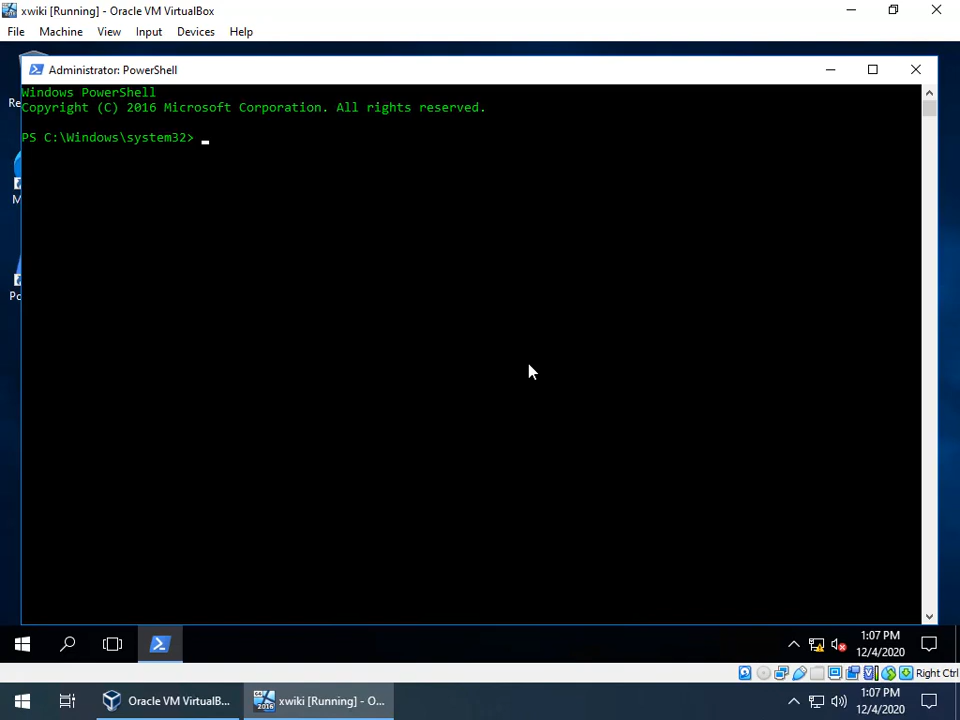 xwiki [Running] - Oracle VM VirtualBox
File Machine View Input Devices Help
Administrator: PowerShell
Windows PowerShell
Copyright (C) 2016 Microsoft Corporation. All rights reserved.
PS C:\Windows\system32>
1:07 PM
12/4/2020
Right Ctrl
Oracle VM VirtualB...
xwiki [Running] - O...
1:07 PM
12/4/2020